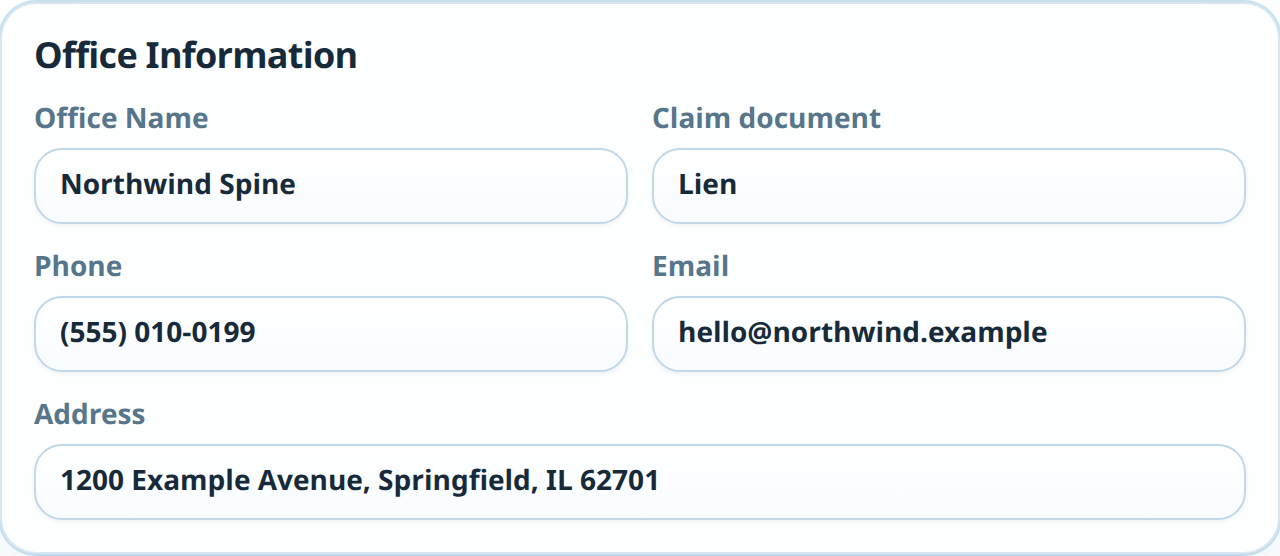 Office Information
Office Name
Claim document
Northwind Spine
Lien
Phone
Email
(555) 010-0199
hello@northwind.example
Address
1200 Example Avenue, Springfield, IL 62701